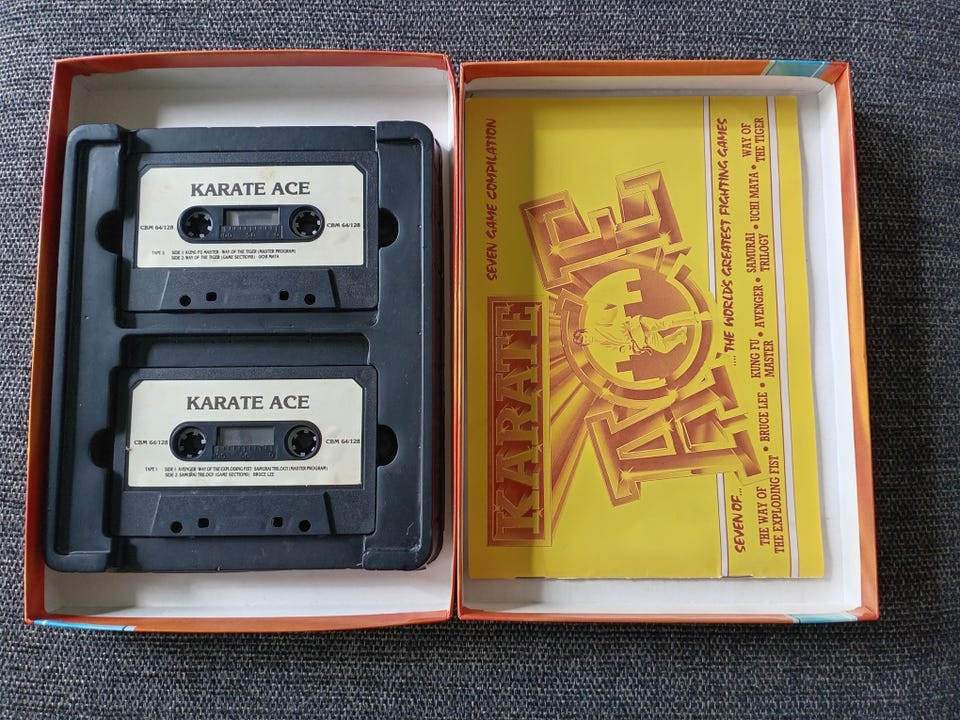 KARATE ACE
CBM 64/128
CBM 64/128
TAPE 2
SIDE 1: KUNG FU MASTER · WAY OF THE TIGER (MASTER PROGRAM)
SIDE 2: WAY OF THE TIGER (GAME SECTIONS) · UCHI MATA
KARATE ACE
CBM 64/128
CBM 64/128
TAPE 1
SIDE 1: AVENGER · WAY OF THE EXPLODING FIST · SAMURAI TRILOGY (MASTER PROGRAM)
SIDE 2: SAMURAI TRILOGY (GAME SECTIONS) · BRUCE LEE
SEVEN GAME COMPILATION
KARATE
ACE
SEVEN OF... ... THE WORLD'S GREATEST FIGHTING GAMES
THE WAY OF
THE EXPLODING FIST • BRUCE LEE • KUNG FU
MASTER • AVENGER • SAMURAI
TRILOGY • UCHI MATA • WAY OF
THE TIGER